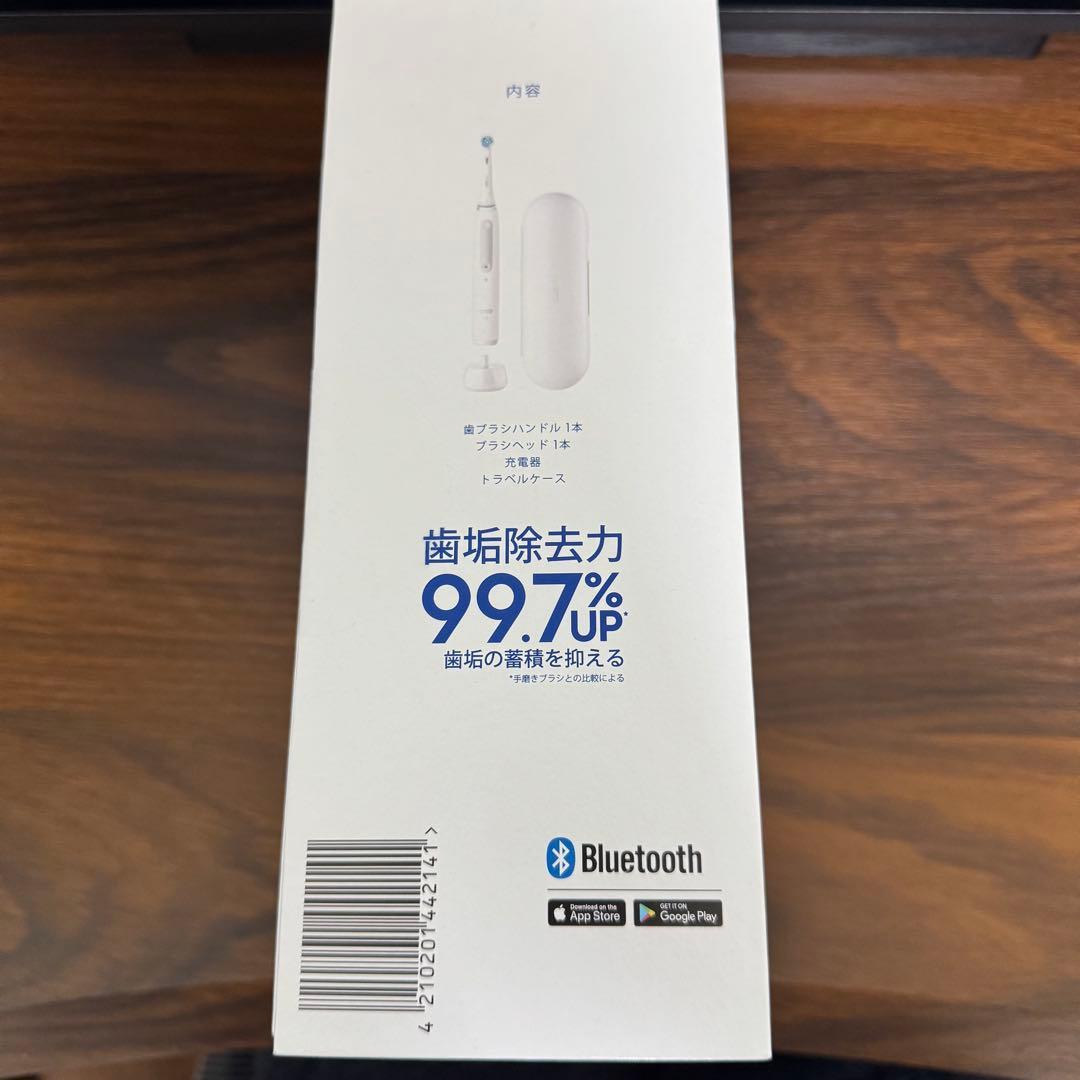 内容
歯ブラシハンドル 1本
ブラシヘッド 1本
充電器
トラベルケース
歯垢除去力
99.7%UP*
歯垢の蓄積を抑える
*手磨きブラシとの比較による
Bluetooth
Download on the
App Store
GET IT ON
Google Play
4 210201 442141 >